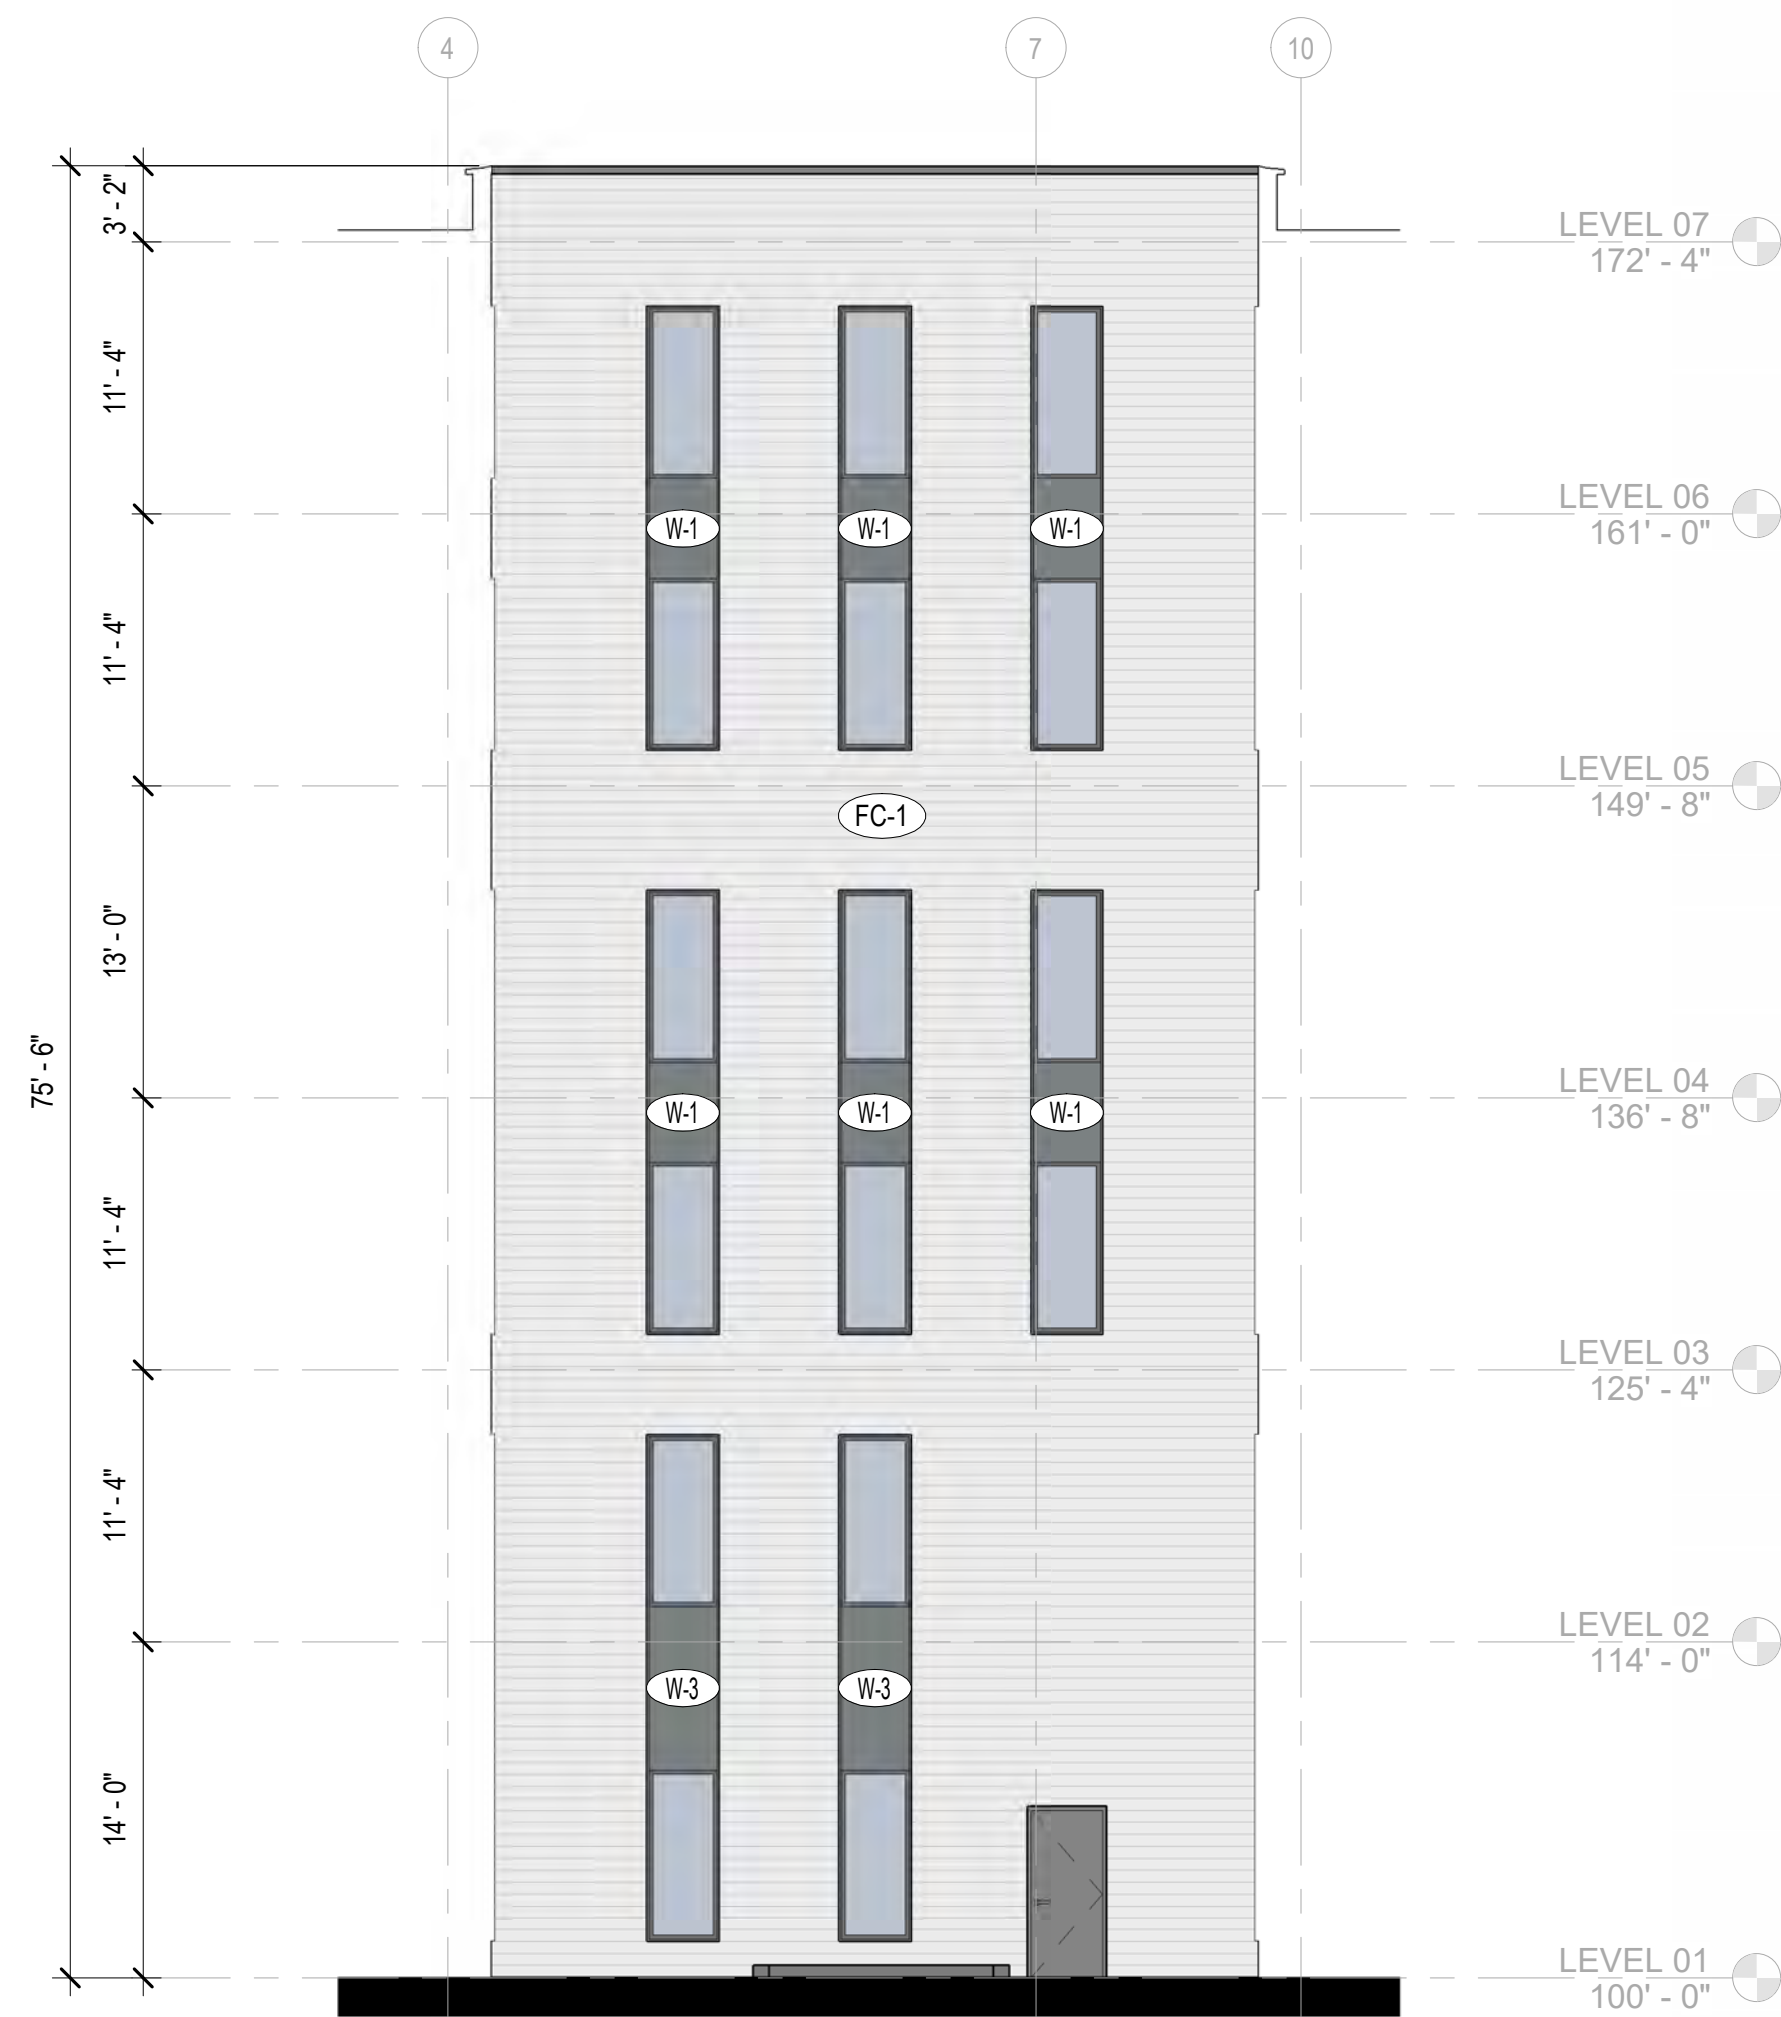 4
7
10
3' - 2"
LEVEL 07
172' - 4"
11' - 4"
LEVEL 06
161' - 0"
W-1
W-1
W-1
11' - 4"
LEVEL 05
149' - 8"
FC-1
13' - 0"
75' - 6"
LEVEL 04
136' - 8"
W-1
W-1
W-1
11' - 4"
LEVEL 03
125' - 4"
11' - 4"
LEVEL 02
114' - 0"
W-3
W-3
14' - 0"
LEVEL 01
100' - 0"